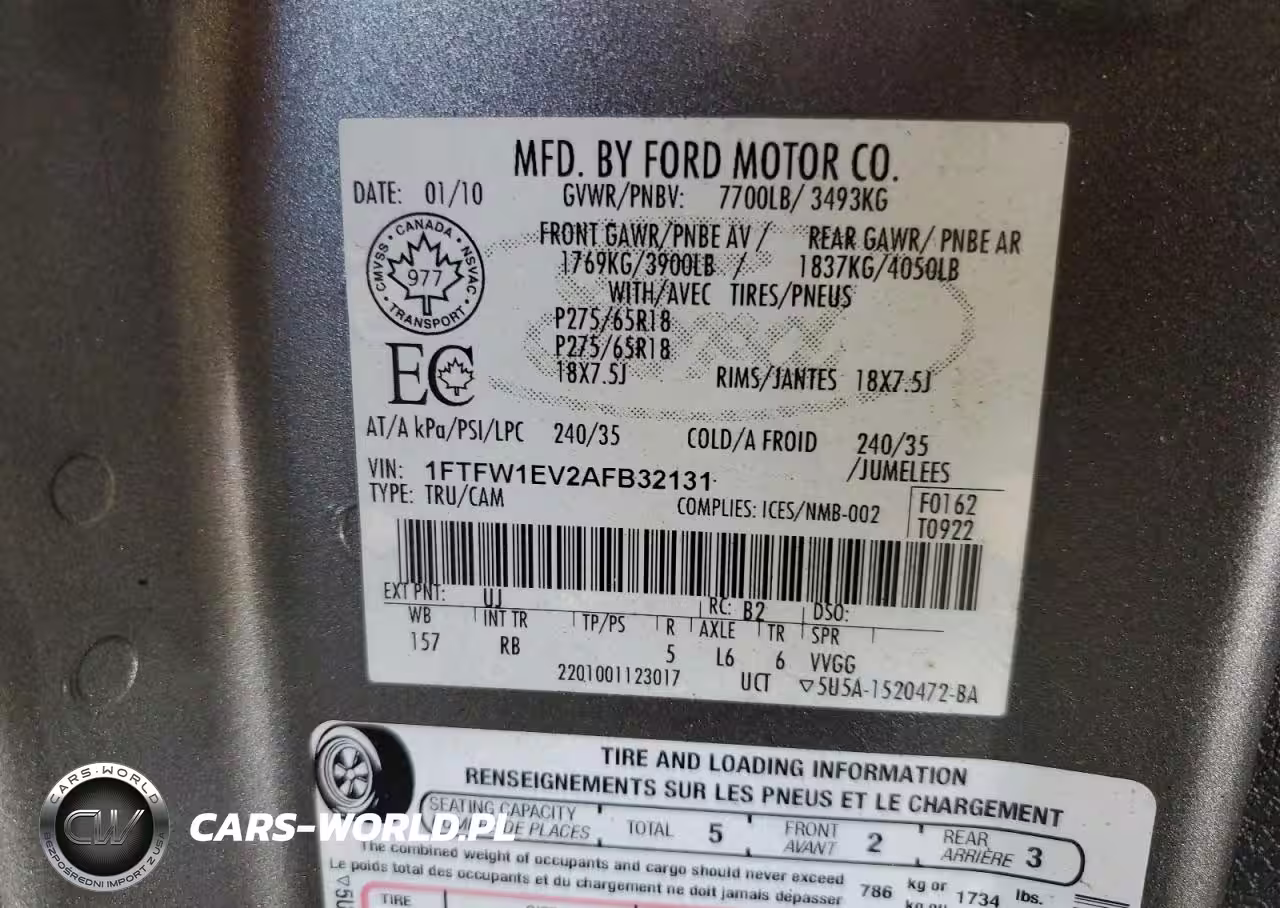 MFD. BY FORD MOTOR CO.
DATE: 01/10
GVWR/PNBV: 7700LB/ 3493KG
FRONT GAWR/PNBE AV / REAR GAWR/ PNBE AR
1769KG/3900LB / 1837KG/4050LB
WITH/AVEC TIRES/PNEUS
P275/65R18
P275/65R18
18X7.5J RIMS/JANTES 18X7.5J
CMVSS · CANADA · NSVAC · TRANSPORT ·
977
EC
AT/A kPa/PSI/LPC 240/35 COLD/A FROID 240/35
VIN: 1FTFW1EV2AFB32131 /JUMELEES
TYPE: TRU/CAM COMPLIES: ICES/NMB-002 F0162
T0922
EXT PNT: UJ RC: B2 DSO:
WB INT TR TP/PS R AXLE TR SPR
157 RB 5 L6 6 VVGG
2201001123017 UCT ▽5U5A-1520472-BA
TIRE AND LOADING INFORMATION
RENSEIGNEMENTS SUR LES PNEUS ET LE CHARGEMENT
SEATING CAPACITY TOTAL 5 FRONT 2 REAR 3
DE PLACES AVANT ARRIÈRE
The combined weight of occupants and cargo should never exceed 786 kg or 1734 lbs.
Le poids total des occupants et du chargement ne doit jamais dépasser
TIRE
CARS-WORLD
CW
BEZPOŚREDNI IMPORT Z USA
CARS-WORLD.PL